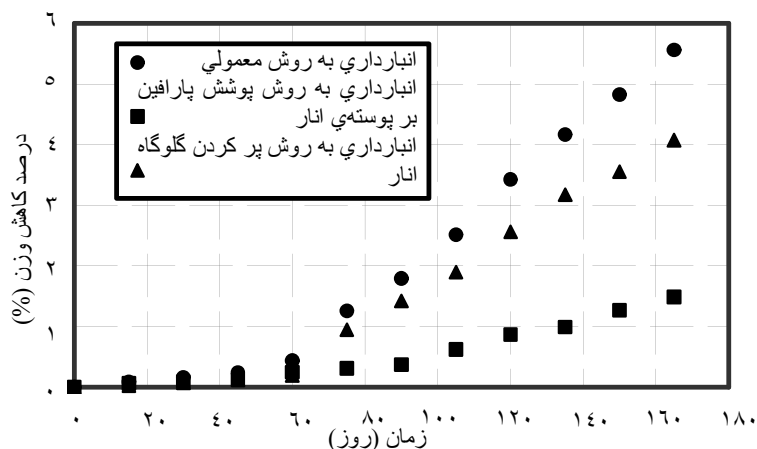 ٦
٥
٤
٣
٢
١
٠
درصد کاهش وزن (%)
انبارداري به روش معمولي
انبارداري به روش پوشش پارافين
بر پوسته‌ي انار
انبارداري به روش پر کردن گلوگاه
انار
٠ ٢٠ ٤٠ ٦٠ ٨٠ ١٠٠ ١٢٠ ١٤٠ ١٦٠ ١٨٠
زمان (روز)